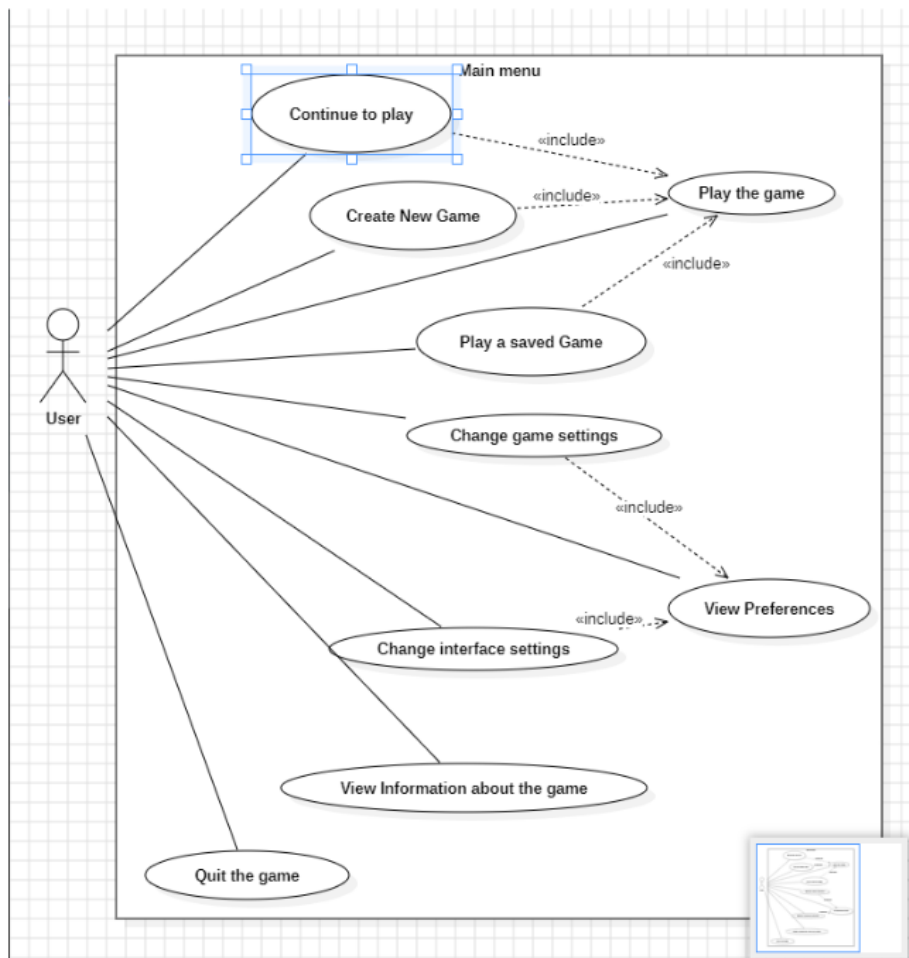 Main menu
Continue to play
«include»
Play the game
«include»
Create New Game
«include»
Play a saved Game
User
Change game settings
«include»
View Preferences
«include»
Change interface settings
View Information about the game
Quit the game